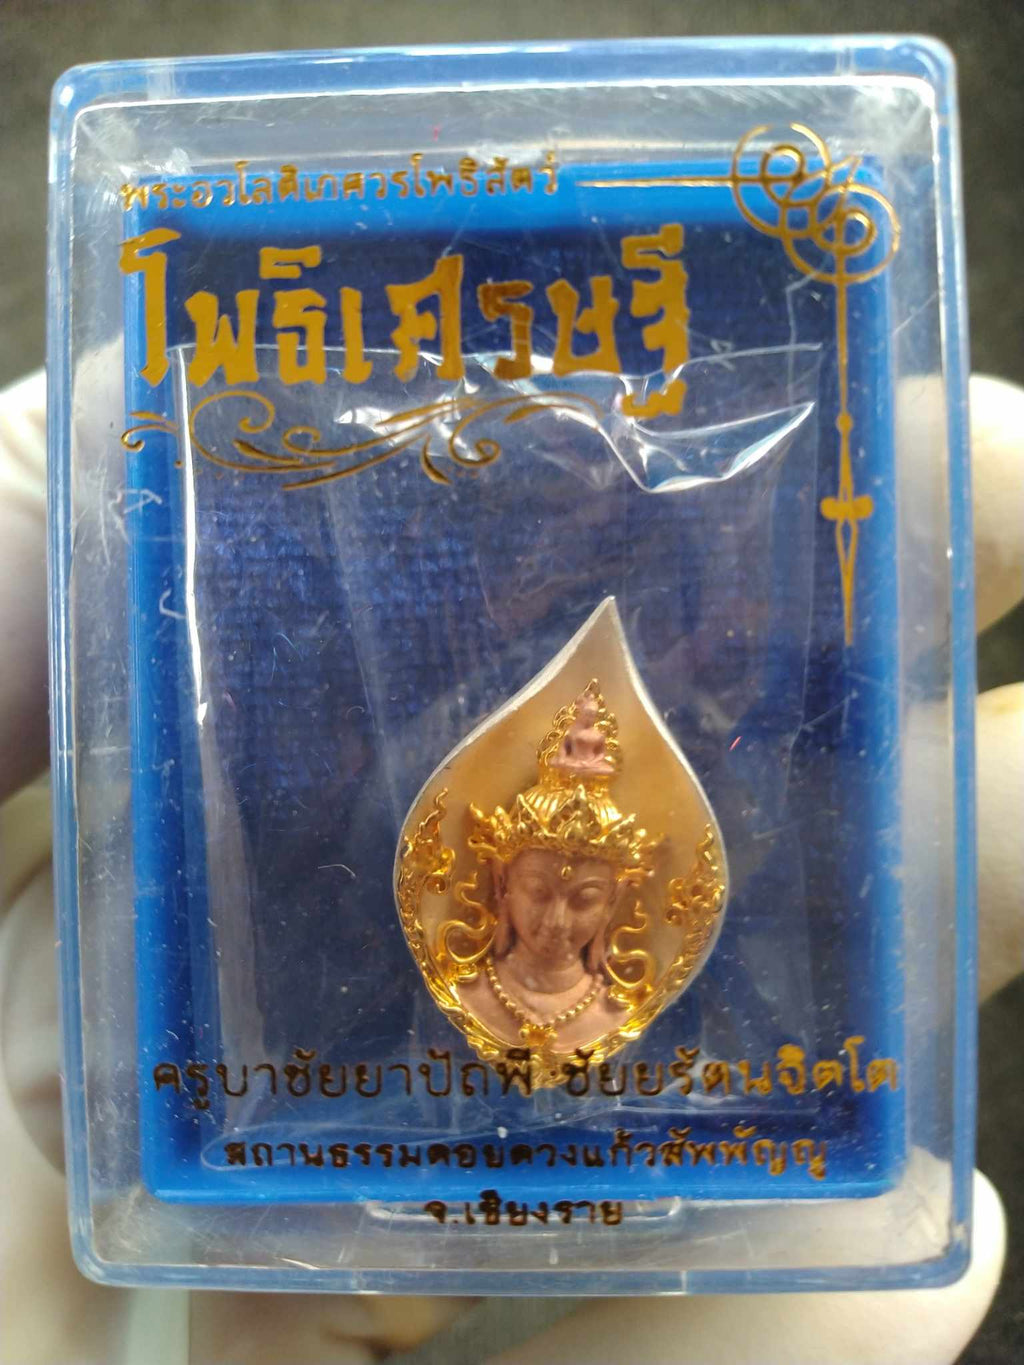 พระอวโลติเกศวรโพธิสัตว์
โพธิเศรษฐี
ครูบาชัยยาปัถพี ชัยยรัตนจิตโต
สถานธรรมดอยดวงแก้วสัพพัญญู
จ.เชียงราย